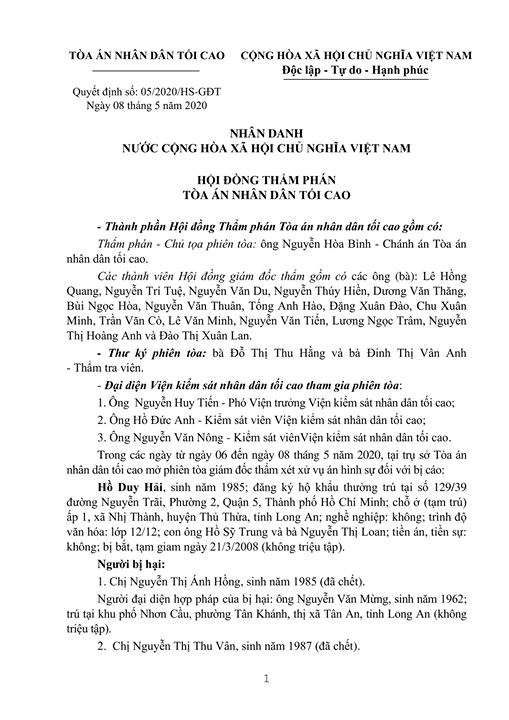 TÒA ÁN NHÂN DÂN TỐI CAO
CỘNG HÒA XÃ HỘI CHỦ NGHĨA VIỆT NAM
Độc lập - Tự do - Hạnh phúc
Quyết định số: 05/2020/HS-GĐT
Ngày 08 tháng 5 năm 2020
NHÂN DANH
NƯỚC CỘNG HÒA XÃ HỘI CHỦ NGHĨA VIỆT NAM
HỘI ĐỒNG THẨM PHÁN
TÒA ÁN NHÂN DÂN TỐI CAO
- Thành phần Hội đồng Thẩm phán Tòa án nhân dân tối cao gồm có:
Thẩm phán - Chủ tọa phiên tòa: ông Nguyễn Hòa Bình - Chánh án Tòa án
nhân dân tối cao.
Các thành viên Hội đồng giám đốc thẩm gồm có các ông (bà): Lê Hồng
Quang, Nguyễn Trí Tuệ, Nguyễn Văn Du, Nguyễn Thúy Hiền, Dương Văn Thăng,
Bùi Ngọc Hòa, Nguyễn Văn Thuân, Tống Anh Hào, Đặng Xuân Đào, Chu Xuân
Minh, Trần Văn Cò, Lê Văn Minh, Nguyễn Văn Tiến, Lương Ngọc Trâm, Nguyễn
Thị Hoàng Anh và Đào Thị Xuân Lan.
- Thư ký phiên tòa: bà Đỗ Thị Thu Hằng và bà Đinh Thị Vân Anh
- Thẩm tra viên.
- Đại diện Viện kiểm sát nhân dân tối cao tham gia phiên tòa:
1. Ông Nguyễn Huy Tiến - Phó Viện trưởng Viện kiểm sát nhân dân tối cao;
2. Ông Hồ Đức Anh - Kiểm sát viên Viện kiểm sát nhân dân tối cao;
3. Ông Nguyễn Văn Nông - Kiểm sát viênViện kiểm sát nhân dân tối cao.
Trong các ngày từ ngày 06 đến ngày 08 tháng 5 năm 2020, tại trụ sở Tòa án
nhân dân tối cao mở phiên tòa giám đốc thẩm xét xử vụ án hình sự đối với bị cáo:
Hồ Duy Hải, sinh năm 1985; đăng ký hộ khẩu thường trú tại số 129/39
đường Nguyễn Trãi, Phường 2, Quận 5, Thành phố Hồ Chí Minh; chỗ ở (tạm trú)
ấp 1, xã Nhị Thành, huyện Thủ Thừa, tỉnh Long An; nghề nghiệp: không; trình độ
văn hóa: lớp 12/12; con ông Hồ Sỹ Trung và bà Nguyễn Thị Loan; tiền án, tiền sự:
không; bị bắt, tạm giam ngày 21/3/2008 (không triệu tập).
Người bị hại:
1. Chị Nguyễn Thị Ánh Hồng, sinh năm 1985 (đã chết).
Người đại diện hợp pháp của bị hại: ông Nguyễn Văn Mừng, sinh năm 1962;
trú tại khu phố Nhơn Cầu, phường Tân Khánh, thị xã Tân An, tỉnh Long An (không
triệu tập).
2. Chị Nguyễn Thị Thu Vân, sinh năm 1987 (đã chết).
1